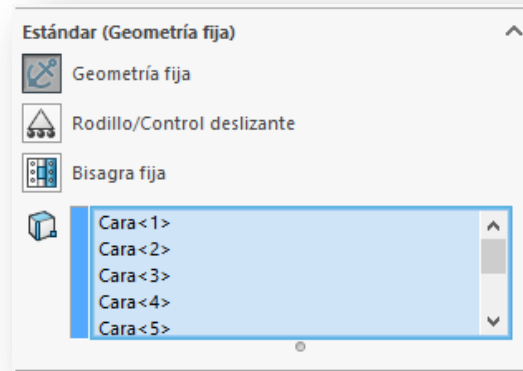 Estándar (Geometría fija)
Geometría fija
Rodillo/Control deslizante
Bisagra fija
Cara<1>
Cara<2>
Cara<3>
Cara<4>
Cara<5>